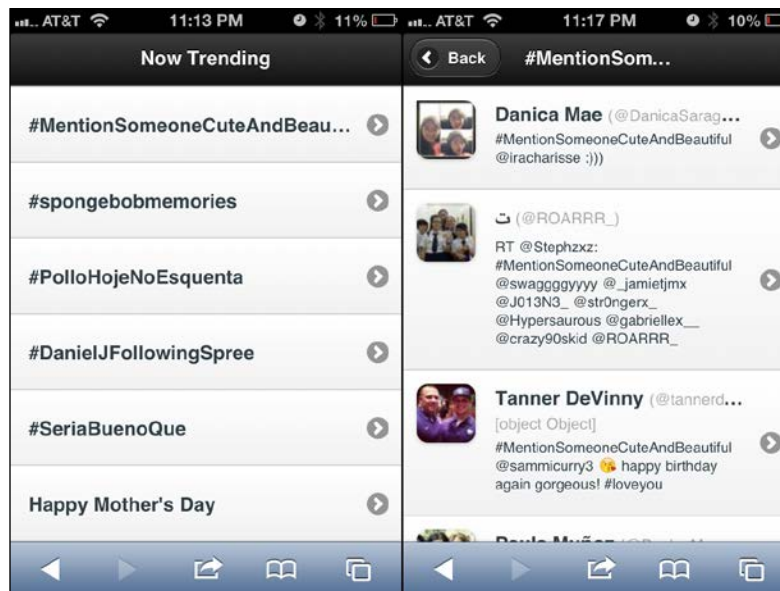 AT&T 11:13 PM 11%
Now Trending
#MentionSomeoneCuteAndBeau...
#spongebobmemories
#PolloHojeNoEsquenta
#DanielJFollowingSpree
#SeriaBuenoQue
Happy Mother's Day
AT&T 11:17 PM 10%
Back #MentionSom...
Danica Mae (@DanicaSarag...
#MentionSomeoneCuteAndBeautiful
@iracharisse :)))
ت (@ROARRR_)
RT @Stephzxz:
#MentionSomeoneCuteAndBeautiful
@swaggggyyyy @_jamietjmx
@J013N3_ @str0ngerx_
@Hypersaurous @gabriellex__
@crazy90skid @ROARRR_
Tanner DeVinny (@tannerd...
[object Object]
#MentionSomeoneCuteAndBeautiful
@sammicurry3 😘 happy birthday
again gorgeous! #loveyou